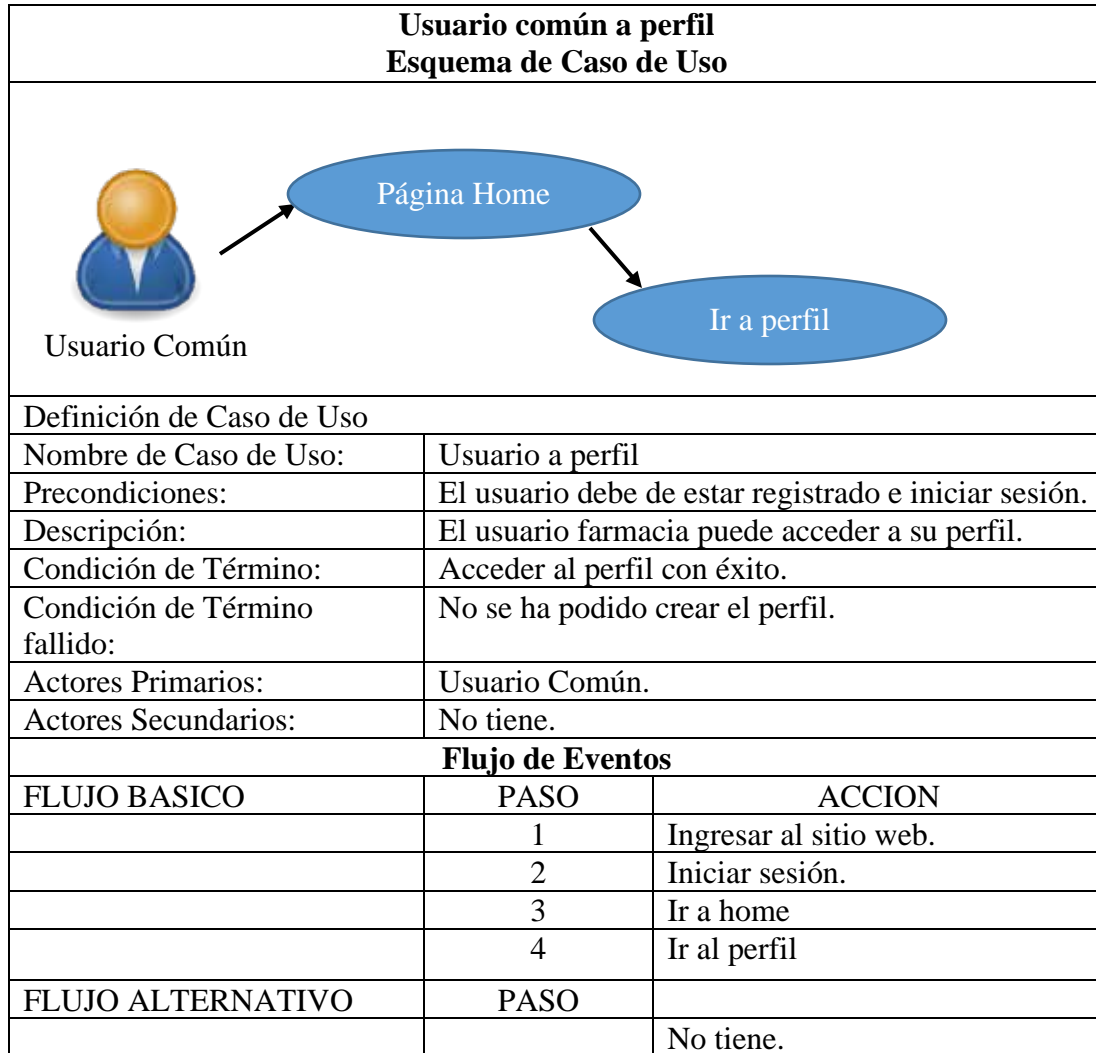 Usuario común a perfil
Esquema de Caso de Uso
Página Home
Ir a perfil
Usuario Común
Definición de Caso de Uso
Nombre de Caso de Uso: Usuario a perfil
Precondiciones: El usuario debe de estar registrado e iniciar sesión.
Descripción: El usuario farmacia puede acceder a su perfil.
Condición de Término: Acceder al perfil con éxito.
Condición de Término No se ha podido crear el perfil.
fallido:
Actores Primarios: Usuario Común.
Actores Secundarios: No tiene.
Flujo de Eventos
FLUJO BASICO PASO ACCION
1 Ingresar al sitio web.
2 Iniciar sesión.
3 Ir a home
4 Ir al perfil
FLUJO ALTERNATIVO PASO
No tiene.